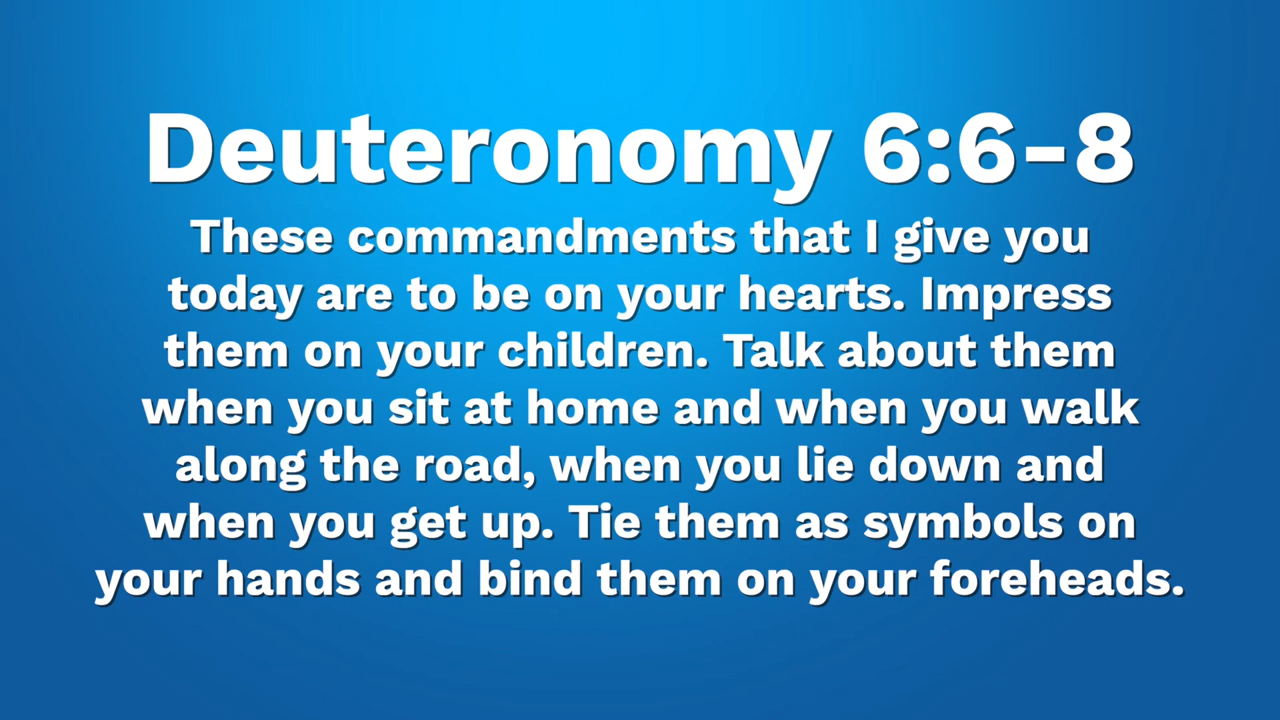 Deuteronomy 6:6-8
These commandments that I give you
today are to be on your hearts. Impress
them on your children. Talk about them
when you sit at home and when you walk
along the road, when you lie down and
when you get up. Tie them as symbols on
your hands and bind them on your foreheads.